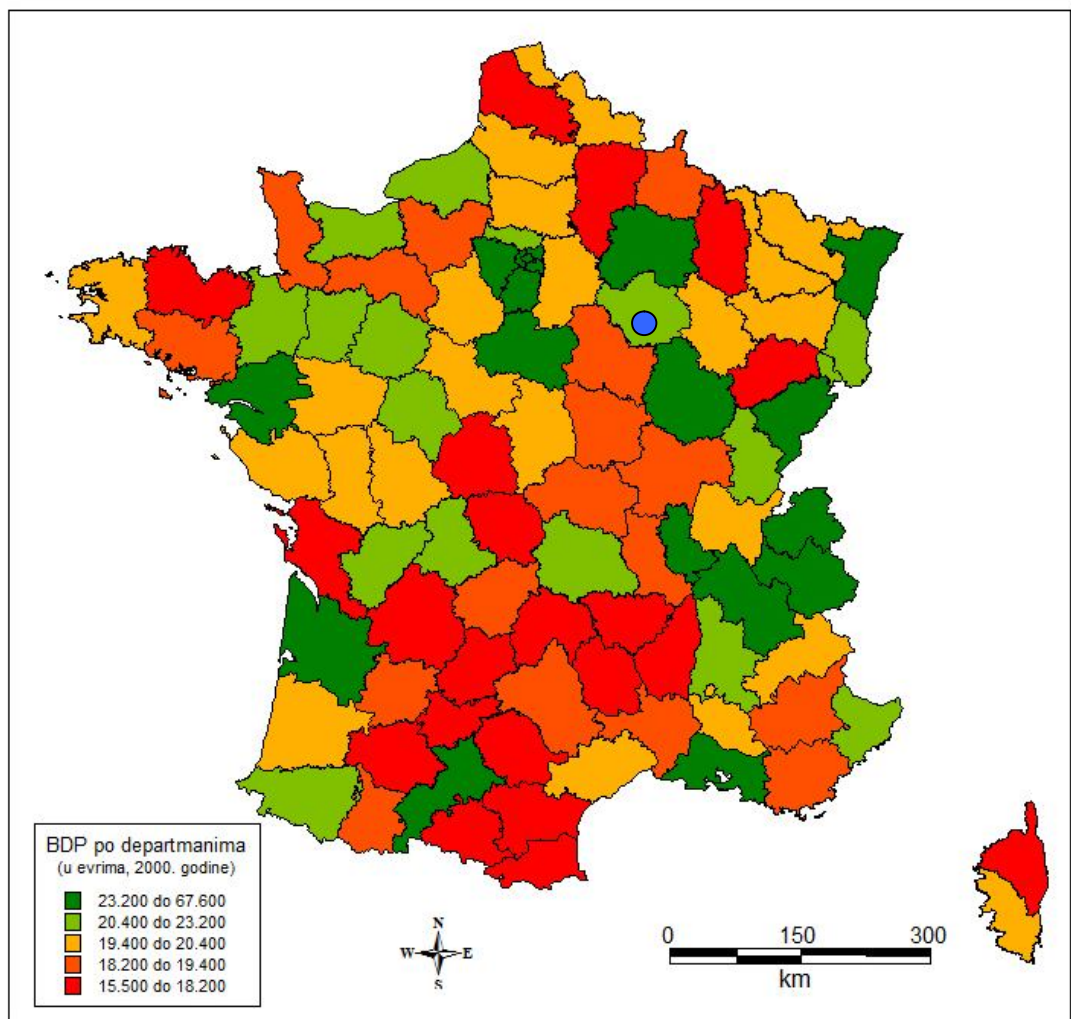 BDP po departmanima
(u evrima, 2000. godine)
23.200 do 67.600
20.400 do 23.200
19.400 do 20.400
18.200 do 19.400
15.500 do 18.200
N
W E
S
0 150 300
km